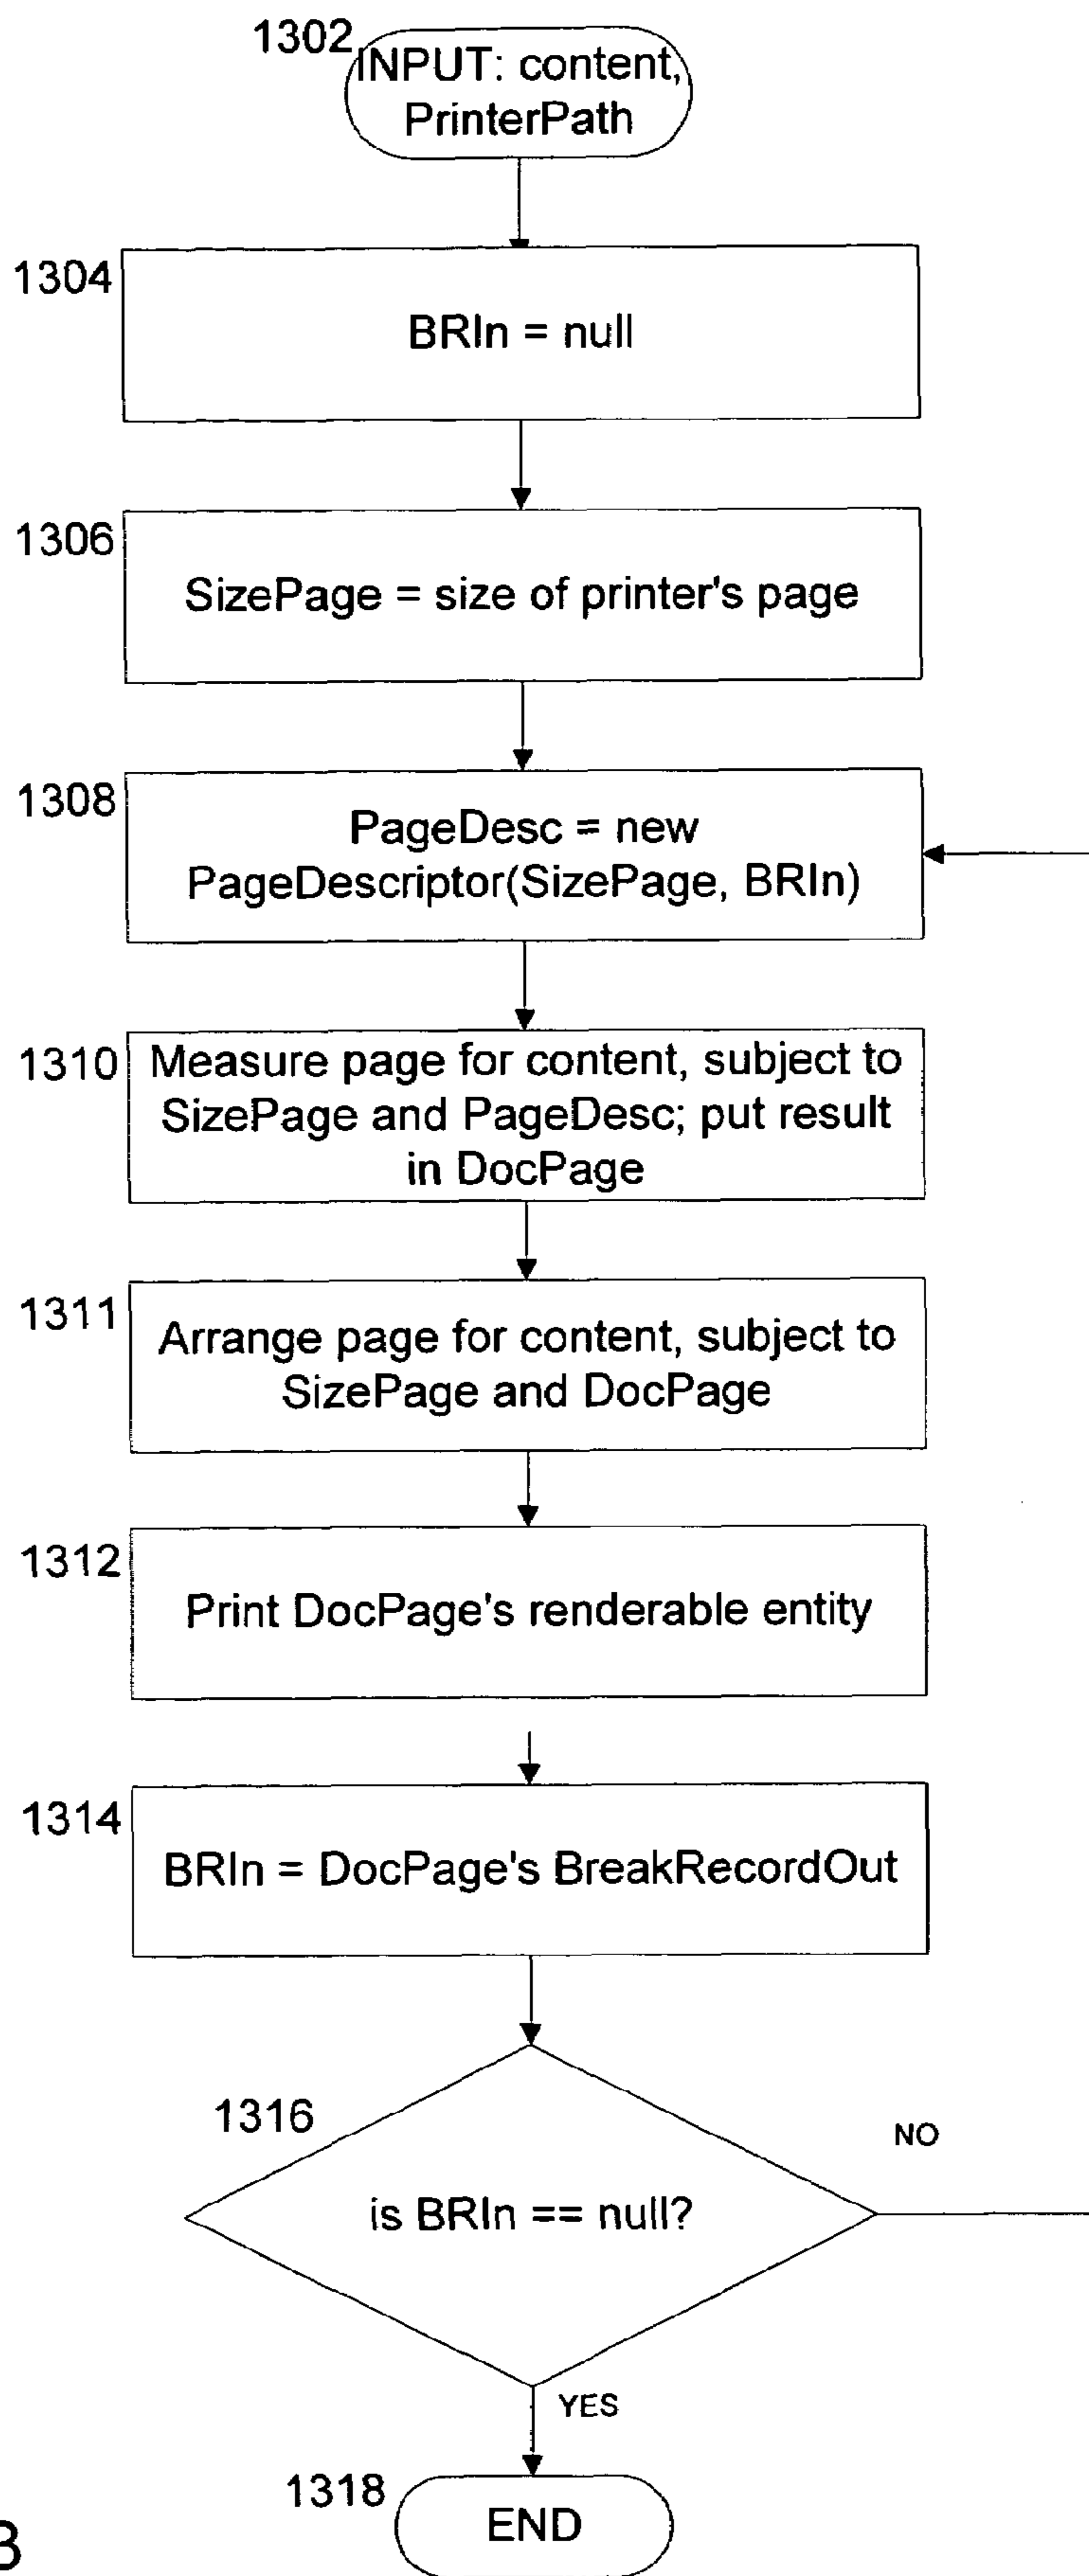 1302
INPUT: content,
PrinterPath
1304
BRIn = null
1306
SizePage = size of printer's page
1308
PageDesc = new
PageDescriptor(SizePage, BRIn)
1310
Measure page for content, subject to
SizePage and PageDesc; put result
in DocPage
1311
Arrange page for content, subject to
SizePage and DocPage
1312
Print DocPage's renderable entity
1314
BRIn = DocPage's BreakRecordOut
1316
NO
is BRIn == null?
YES
1318
END